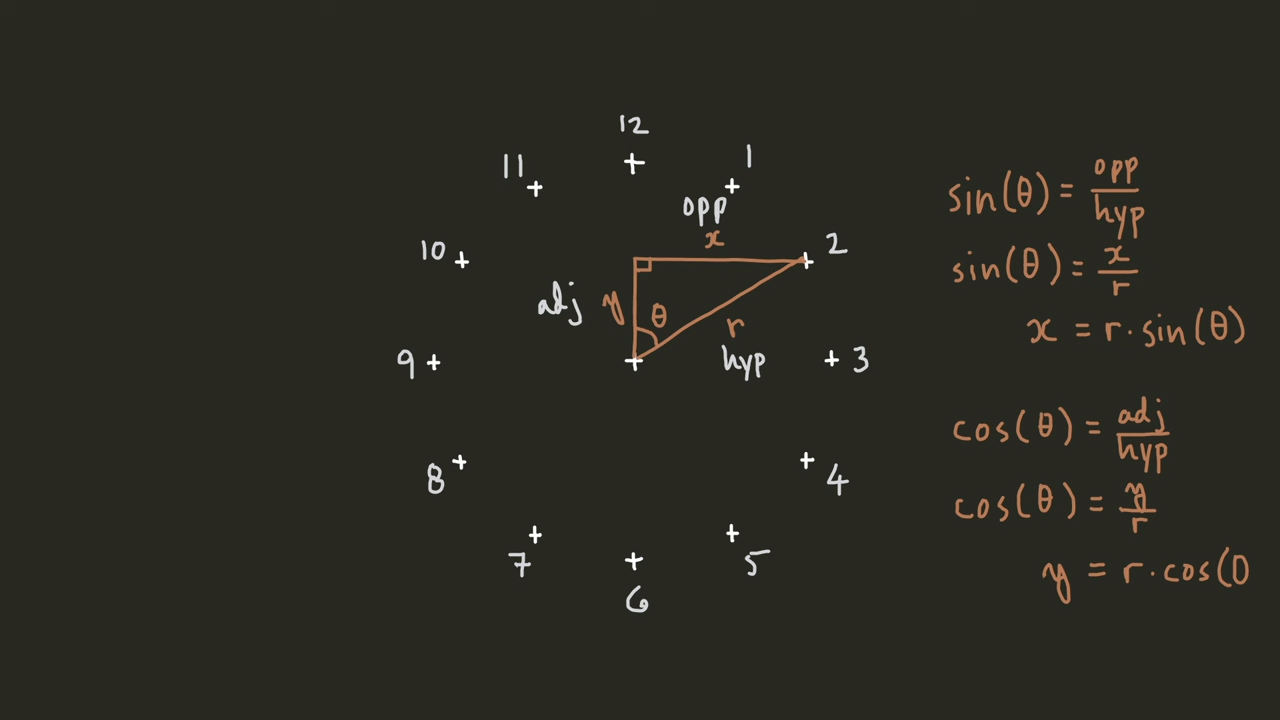 12
11
1
opp
x
10
2
adj
y
θ
r
9
hyp
3
8
4
7
5
6
sin(θ) = opp/hyp
sin(θ) = x/r
x = r·sin(θ)
cos(θ) = adj/hyp
cos(θ) = y/r
y = r·cos(0